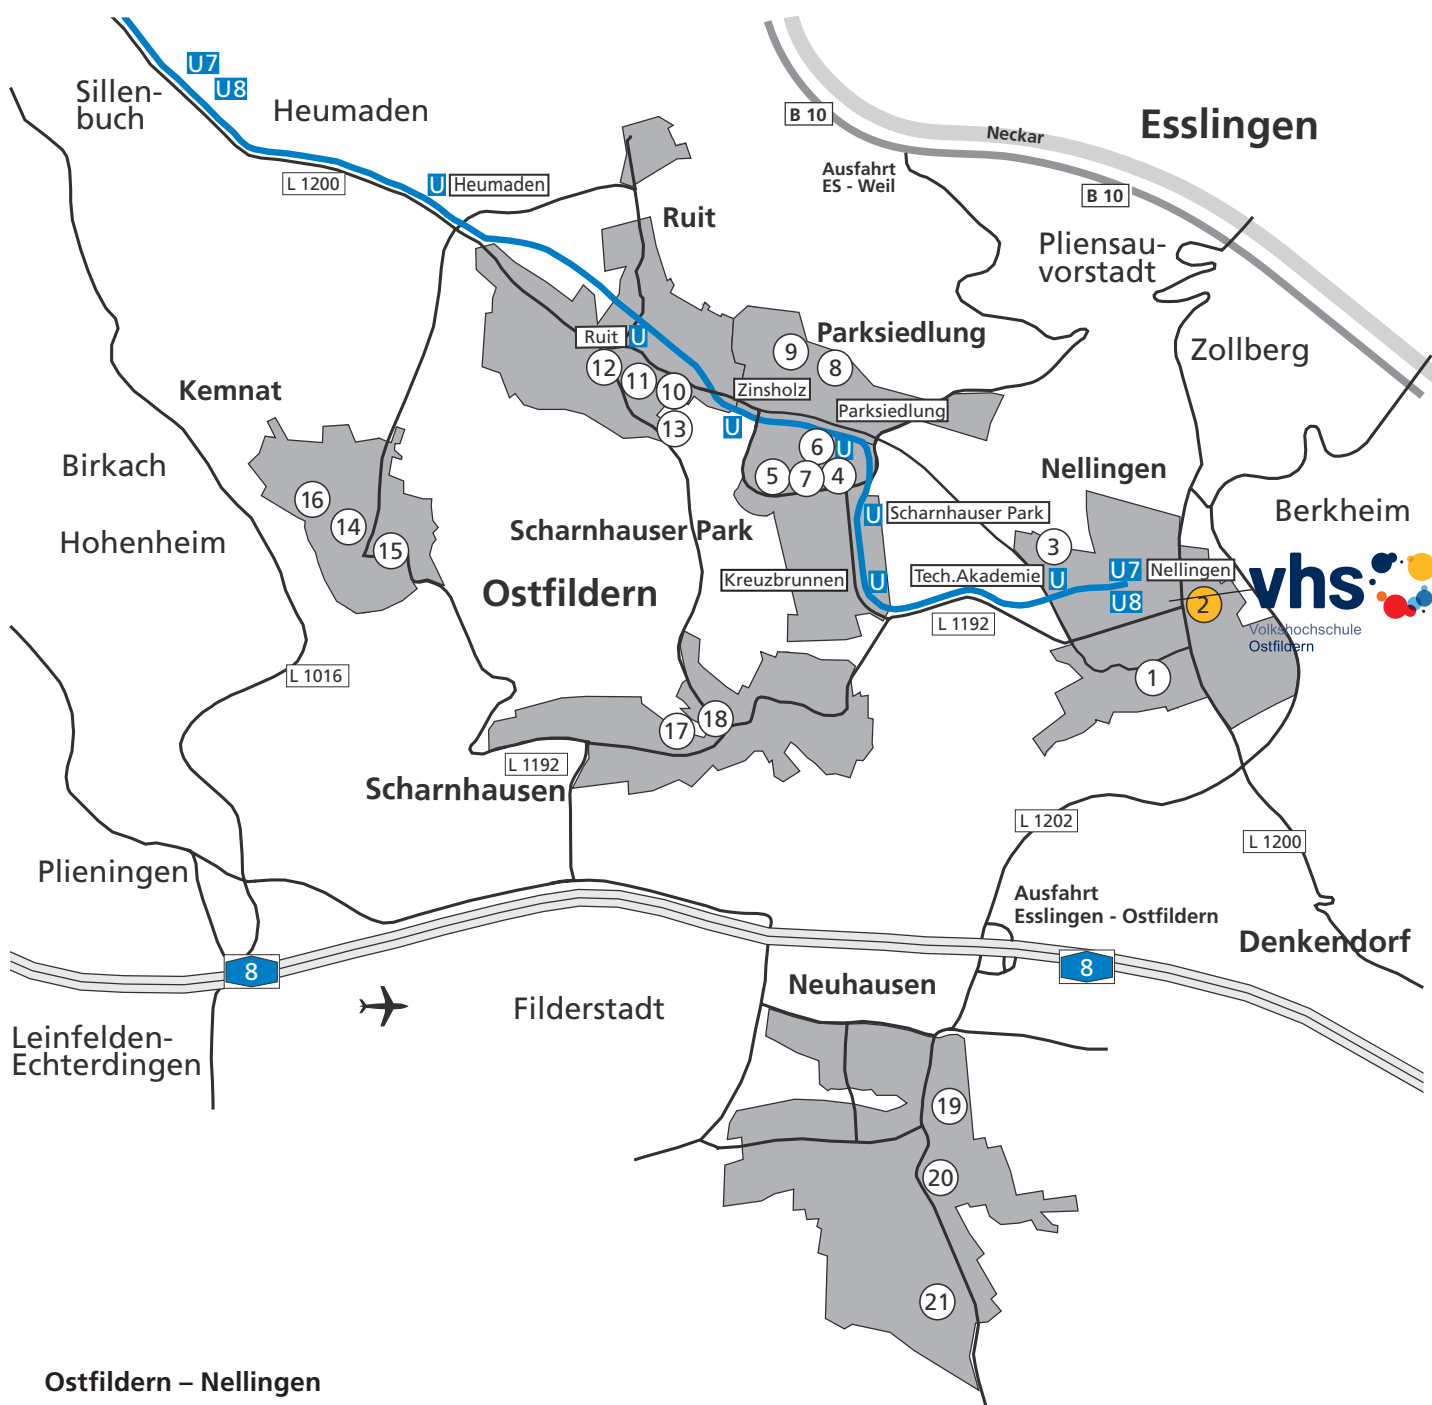 U7
U8
Sillen-
buch
Heumaden
B 10
Neckar
Esslingen
Ausfahrt
ES - Weil
B 10
L 1200
U Heumaden
Ruit
Pliensau-
vorstadt
Parksiedlung
Zollberg
Ruit U
9
8
12
11
10
13
Zinsholz
U
Parksiedlung
Kemnat
6
U
5
7
4
Nellingen
Birkach
16
14
15
Hohenheim
Scharnhauser Park
U Scharnhauser Park
Berkheim
3
Ostfildern
Kreuzbrunnen
U
Tech.Akademie
U
U7
U8
Nellingen
2
vhs
Volkshochschule
Ostfildern
L 1192
L 1016
1
17
18
L 1192
Scharnhausen
L 1202
L 1200
Plieningen
Ausfahrt
Esslingen - Ostfildern
Denkendorf
8
8
Neuhausen
Filderstadt
Leinfelden-
Echterdingen
19
20
21
Ostfildern – Nellingen